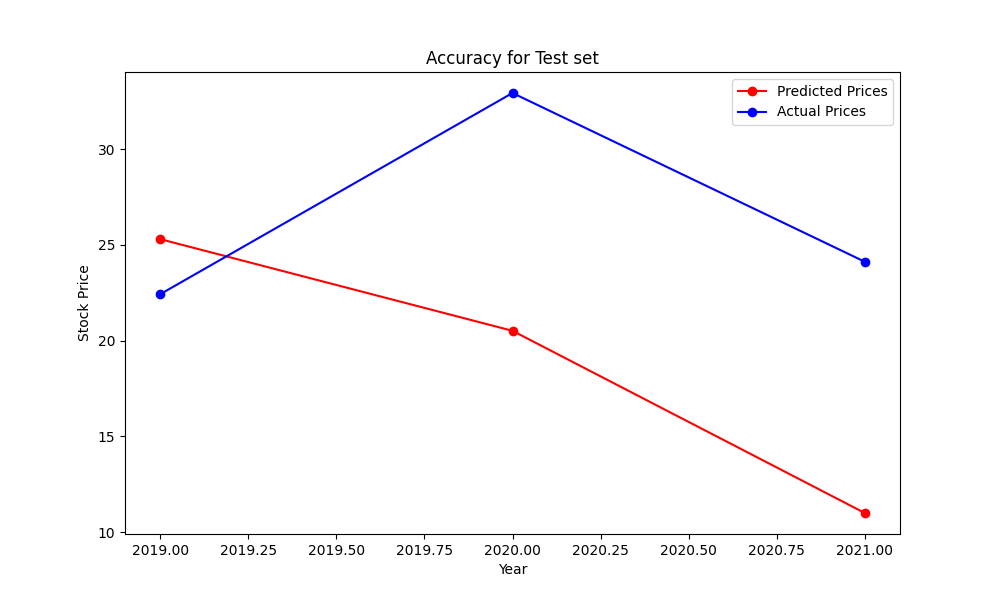 Accuracy for Test set
Predicted Prices
Actual Prices
Stock Price
30
25
20
15
10
2019.00 2019.25 2019.50 2019.75 2020.00 2020.25 2020.50 2020.75 2021.00
Year